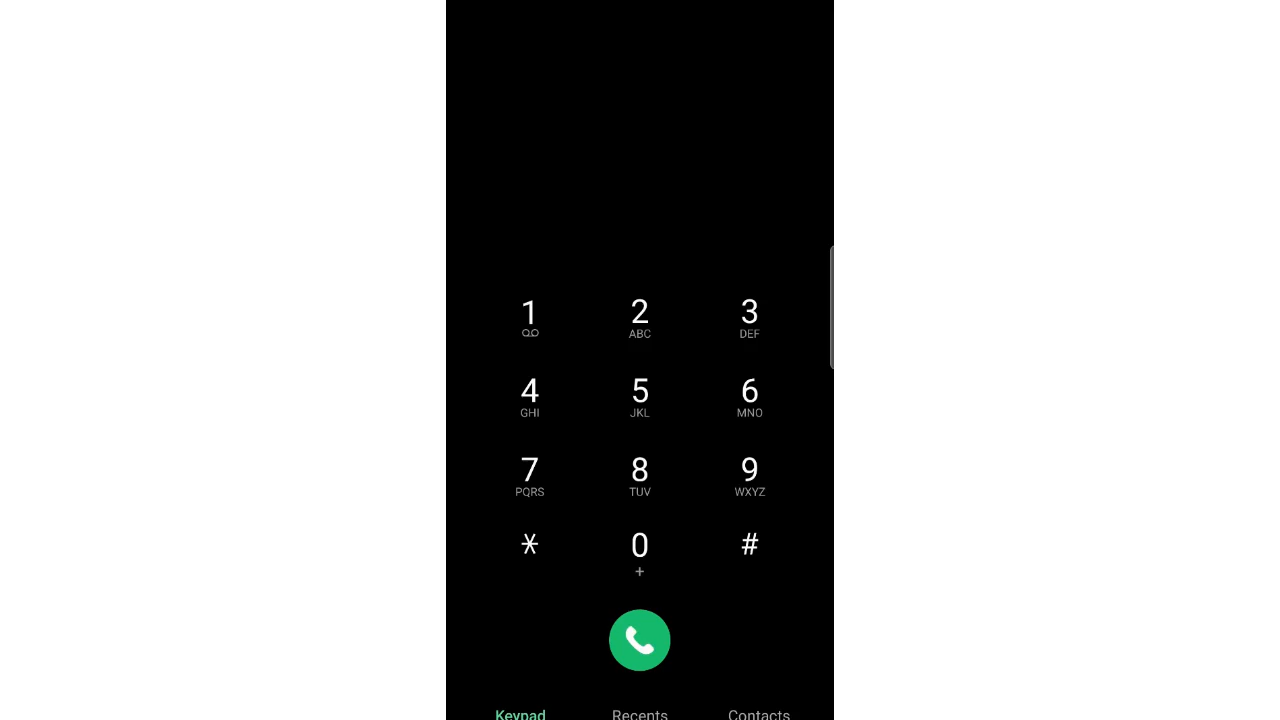 1 2 3
ABC DEF
4 5 6
GHI JKL MNO
7 8 9
PQRS TUV WXYZ
* 0 #
+
Keypad Recents Contacts